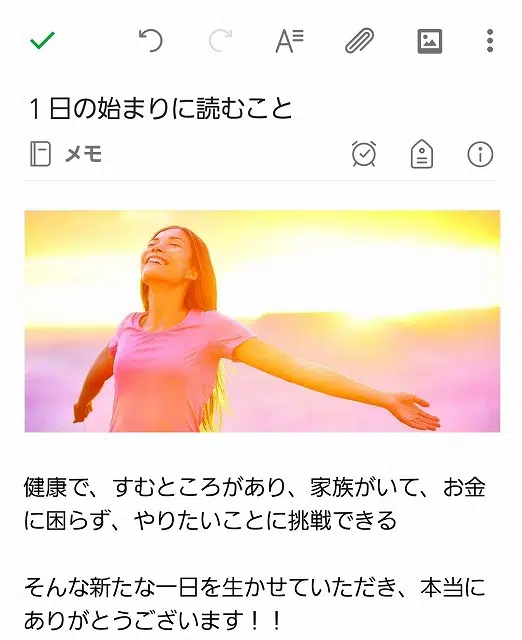 １日の始まりに読むこと
メモ
健康で、すむところがあり、家族がいて、お金
に困らず、やりたいことに挑戦できる
そんな新たな一日を生かせていただき、本当に
ありがとうございます！！